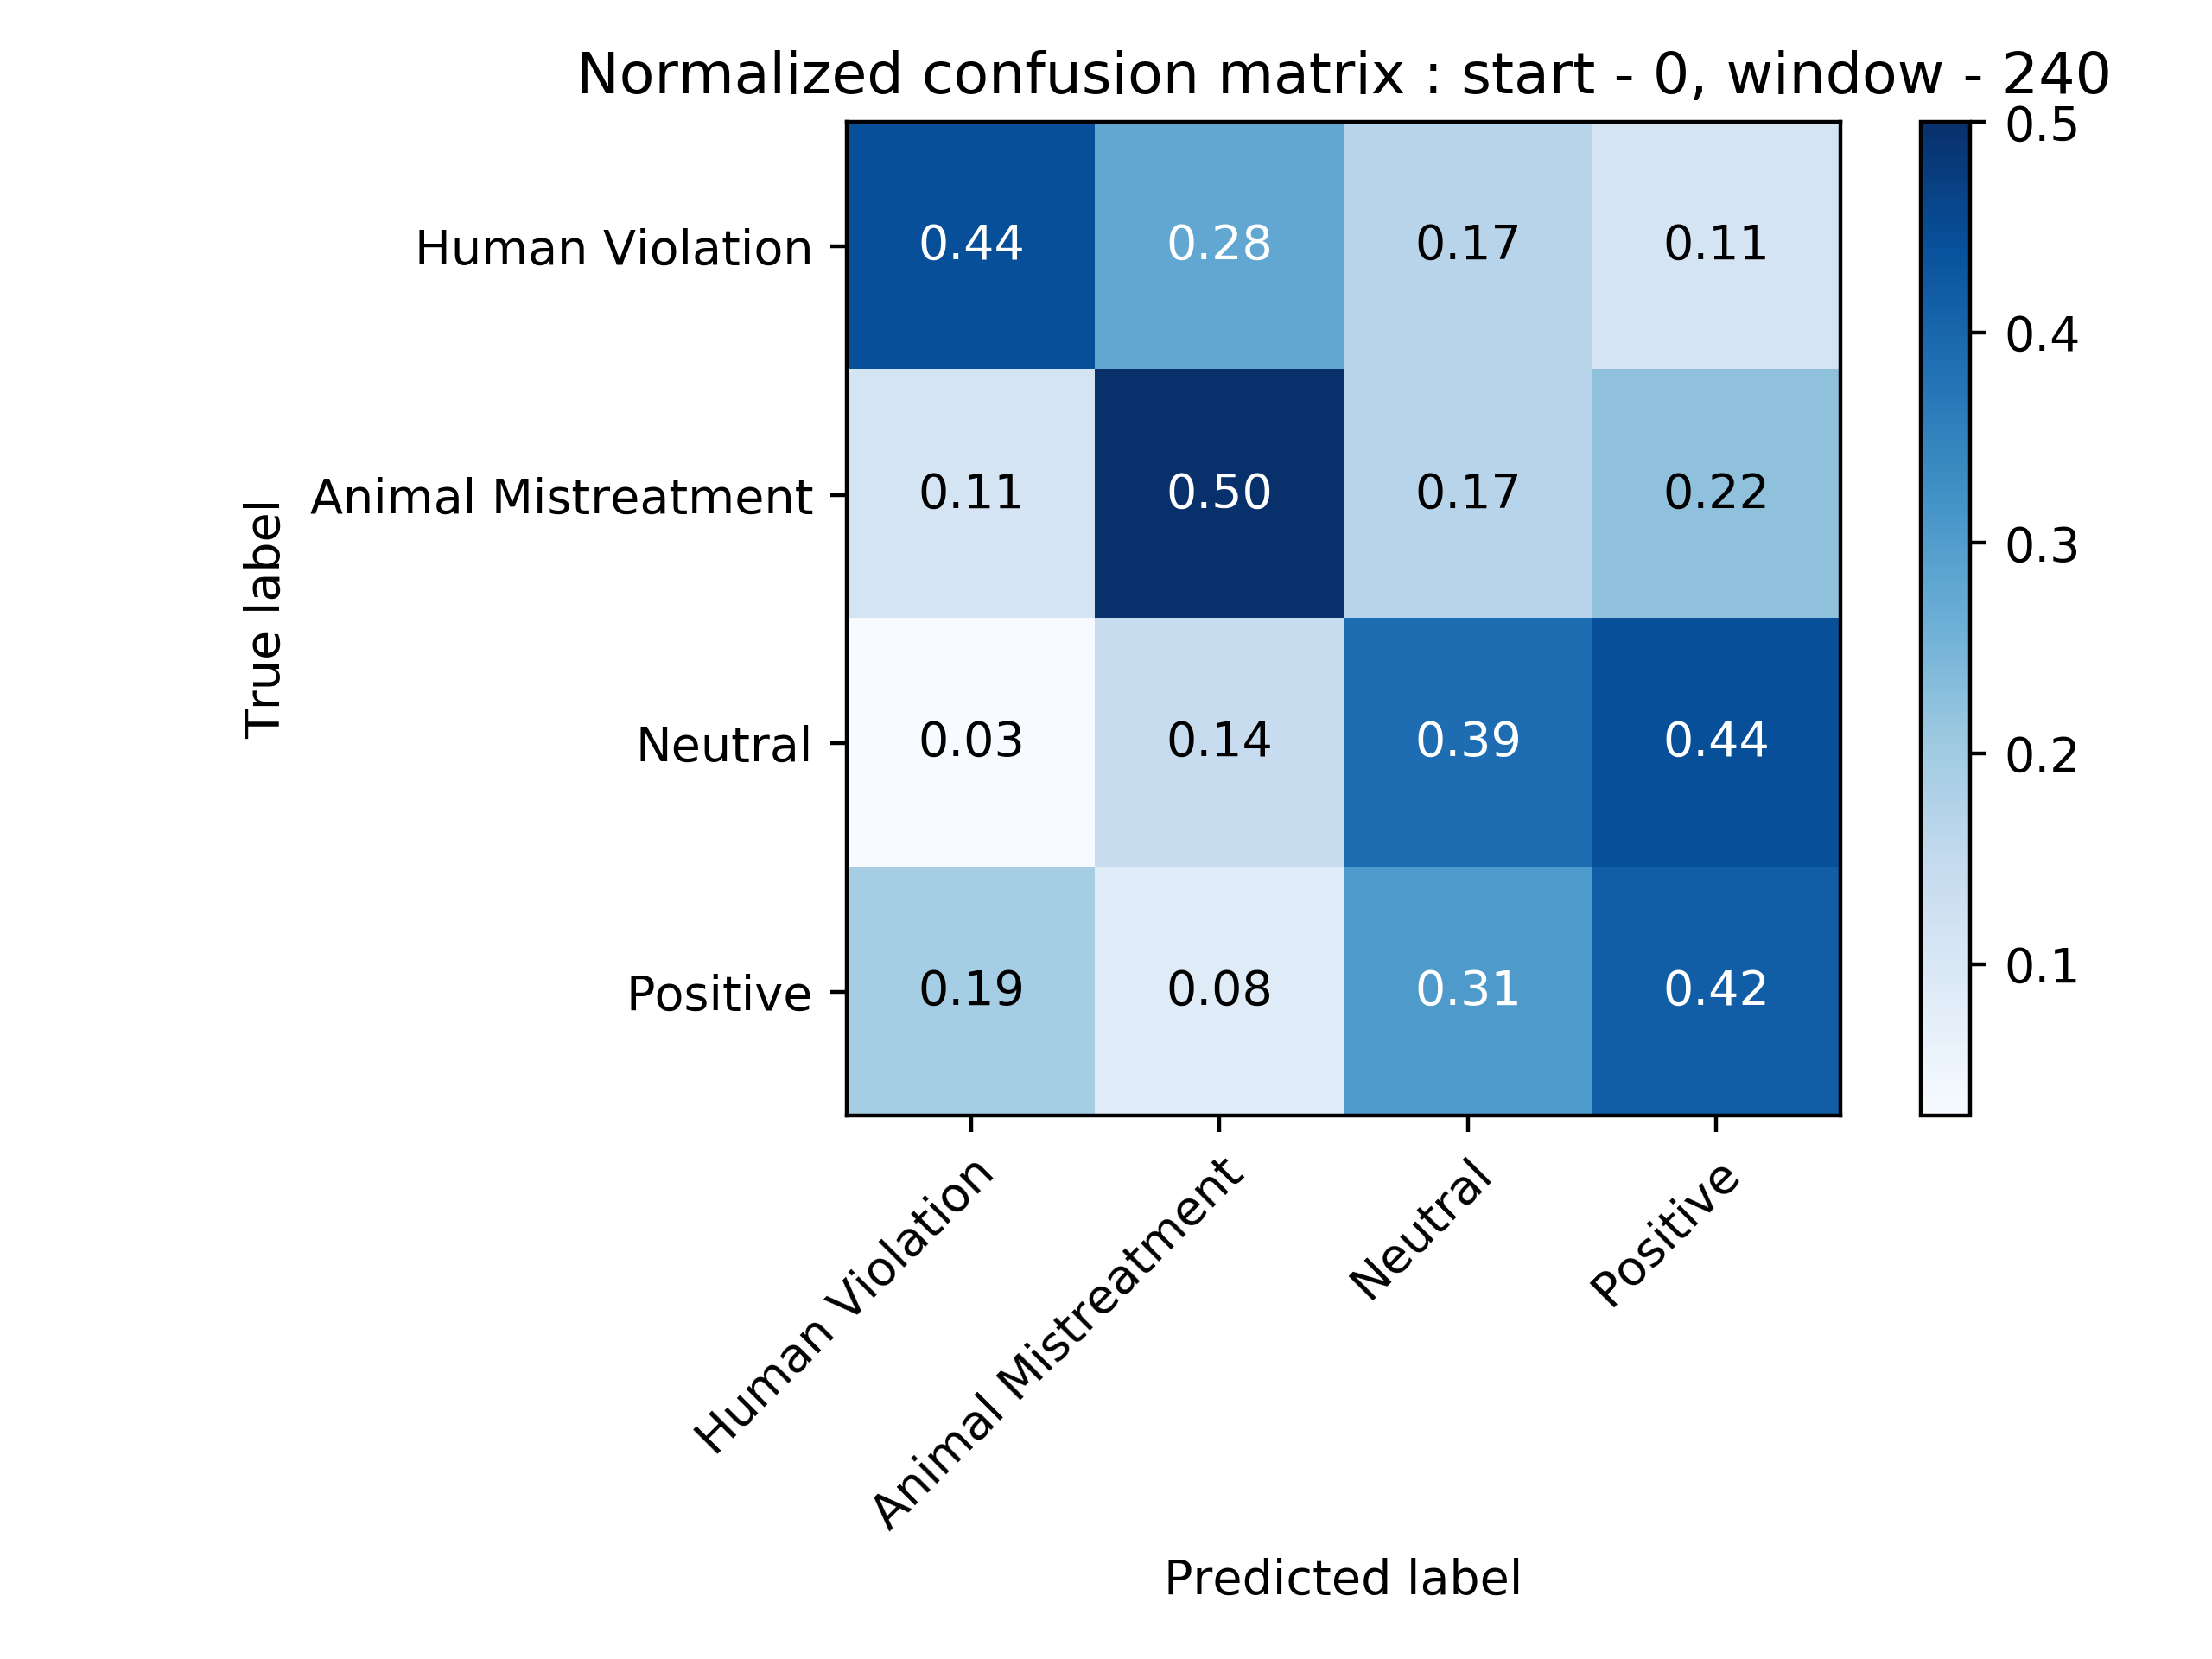 Normalized confusion matrix : start - 0, window - 240
True label
Human Violation
0.44 0.28 0.17 0.11
Animal Mistreatment
0.11 0.50 0.17 0.22
Neutral
0.03 0.14 0.39 0.44
Positive
0.19 0.08 0.31 0.42
0.5
0.4
0.3
0.2
0.1
Human Violation
Animal Mistreatment
Neutral
Positive
Predicted label